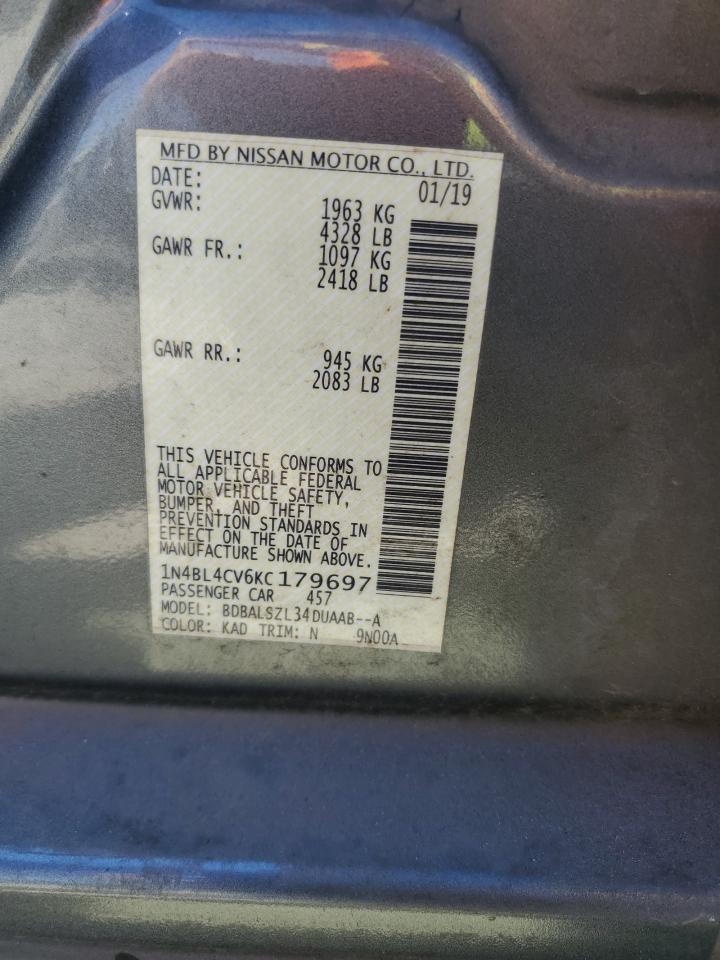 MFD BY NISSAN MOTOR CO., LTD.
DATE: 01/19
GVWR: 1963 KG
4328 LB
GAWR FR.: 1097 KG
2418 LB
GAWR RR.: 945 KG
2083 LB
THIS VEHICLE CONFORMS TO
ALL APPLICABLE FEDERAL
MOTOR VEHICLE SAFETY,
BUMPER, AND THEFT
PREVENTION STANDARDS IN
EFFECT ON THE DATE OF
MANUFACTURE SHOWN ABOVE.
1N4BL4CV6KC179697
PASSENGER CAR 457
MODEL: BDBALSZL34DUAAB--A
COLOR: KAD TRIM: N 9N00A